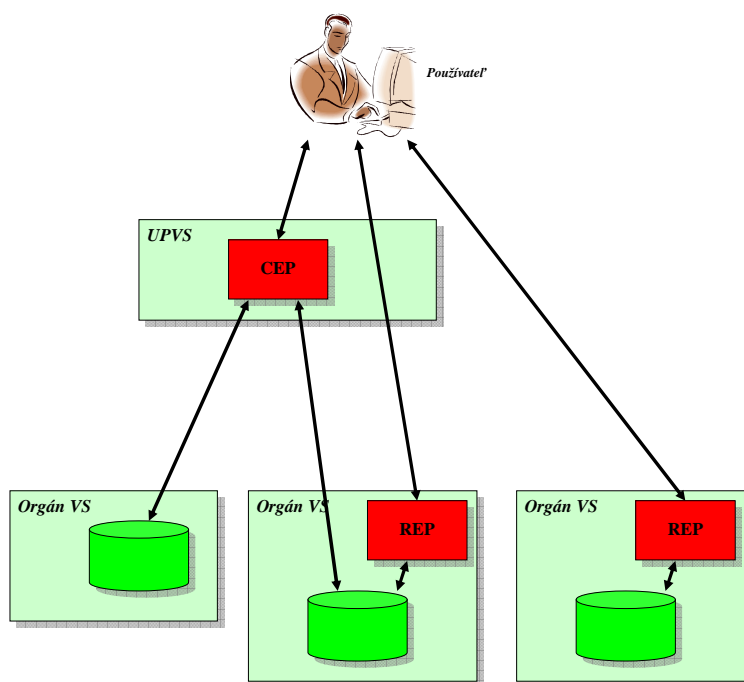 Používateľ
UPVS
CEP
Orgán VS
Orgán VS
REP
Orgán VS
REP